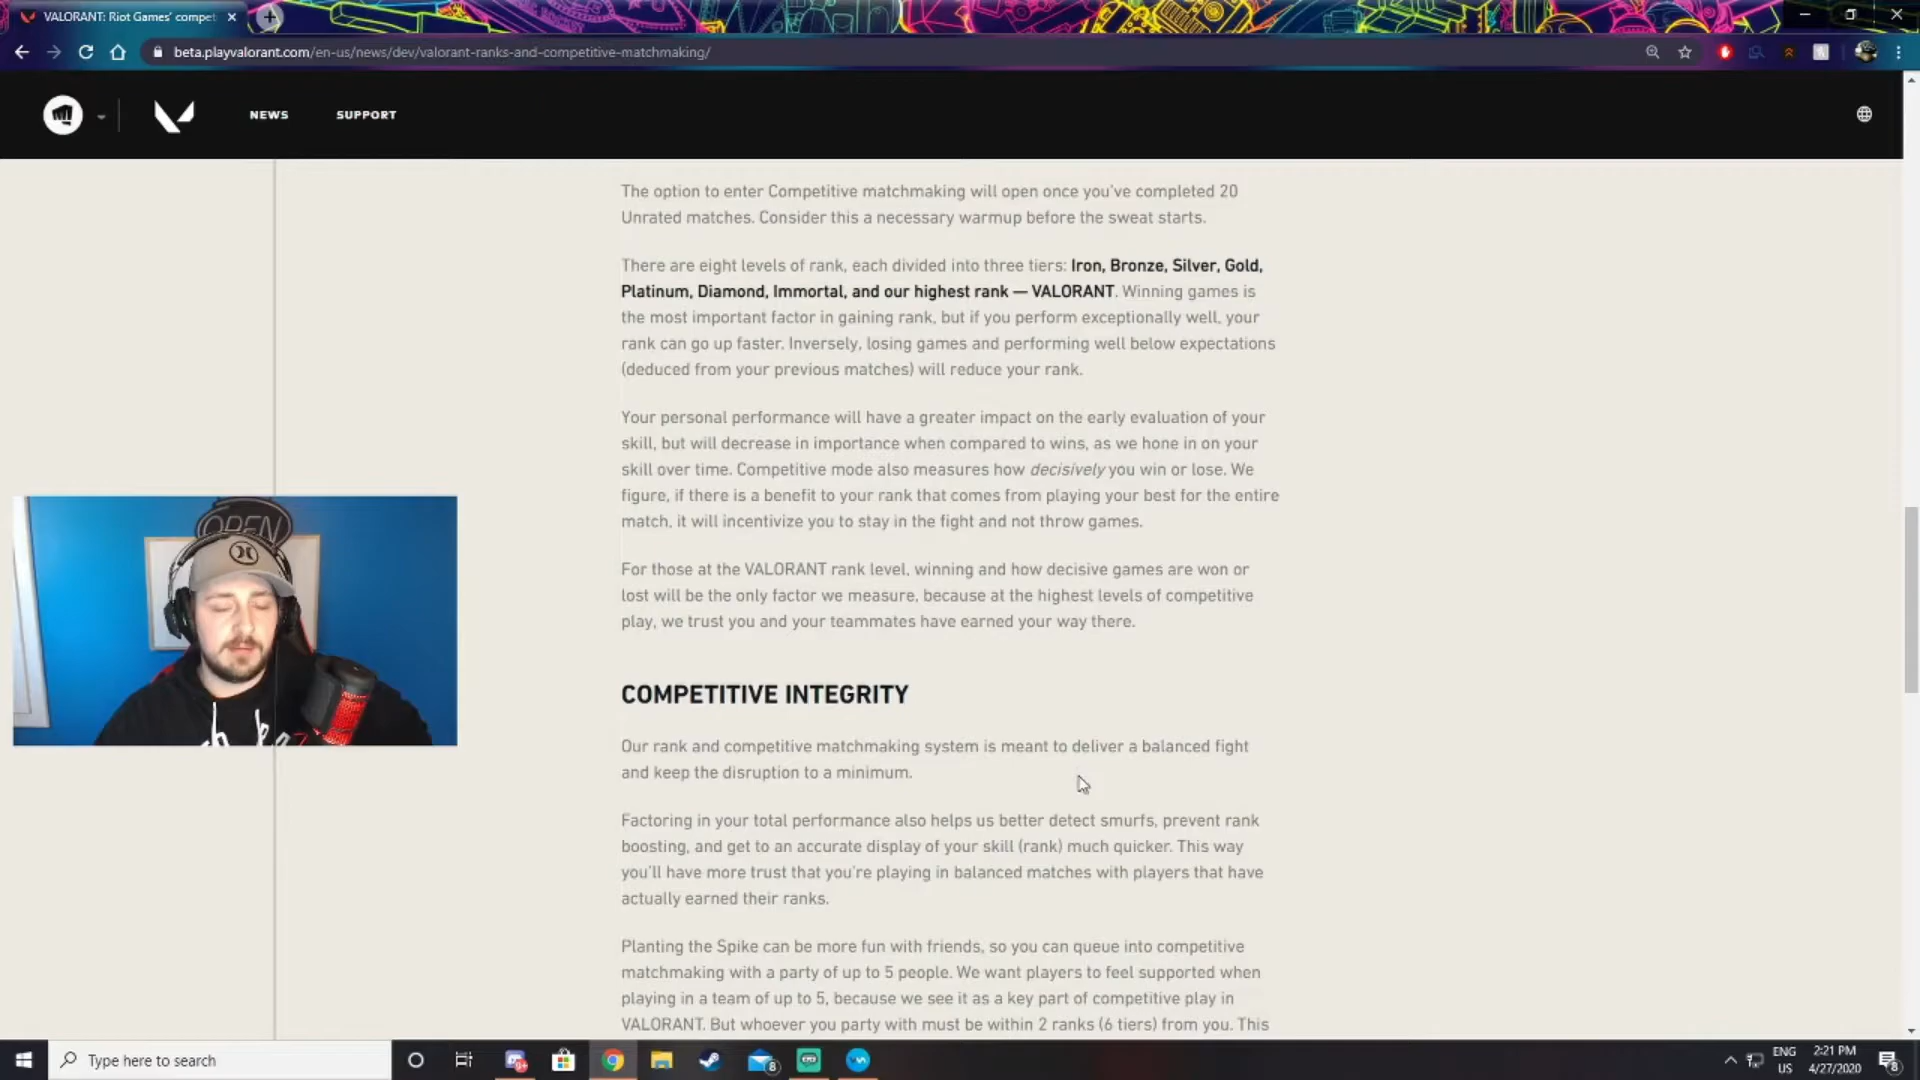 VALORANT: Riot Games' compet
beta.playvalorant.com/en-us/news/dev/valorant-ranks-and-competitive-matchmaking/
NEWS
SUPPORT
The option to enter Competitive matchmaking will open once you've completed 20
Unrated matches. Consider this a necessary warmup before the sweat starts.
There are eight levels of rank, each divided into three tiers: Iron, Bronze, Silver, Gold,
Platinum, Diamond, Immortal, and our highest rank — VALORANT. Winning games is
the most important factor in gaining rank, but if you perform exceptionally well, your
rank can go up faster. Inversely, losing games and performing well below expectations
(deduced from your previous matches) will reduce your rank.
Your personal performance will have a greater impact on the early evaluation of your
skill, but will decrease in importance when compared to wins, as we hone in on your
skill over time. Competitive mode also measures how decisively you win or lose. We
figure, if there is a benefit to your rank that comes from playing your best for the entire
match, it will incentivize you to stay in the fight and not throw games.
For those at the VALORANT rank level, winning and how decisive games are won or
lost will be the only factor we measure, because at the highest levels of competitive
play, we trust you and your teammates have earned your way there.
OPEN
COMPETITIVE INTEGRITY
Our rank and competitive matchmaking system is meant to deliver a balanced fight
and keep the disruption to a minimum.
Factoring in your total performance also helps us better detect smurfs, prevent rank
boosting, and get to an accurate display of your skill (rank) much quicker. This way
you'll have more trust that you're playing in balanced matches with players that have
actually earned their ranks.
Planting the Spike can be more fun with friends, so you can queue into competitive
matchmaking with a party of up to 5 people. We want players to feel supported when
playing in a team of up to 5, because we see it as a key part of competitive play in
VALORANT. But whoever you party with must be within 2 ranks (6 tiers) from you. This
Type here to search
8
ENG
US
2:21 PM
4/27/2020
8